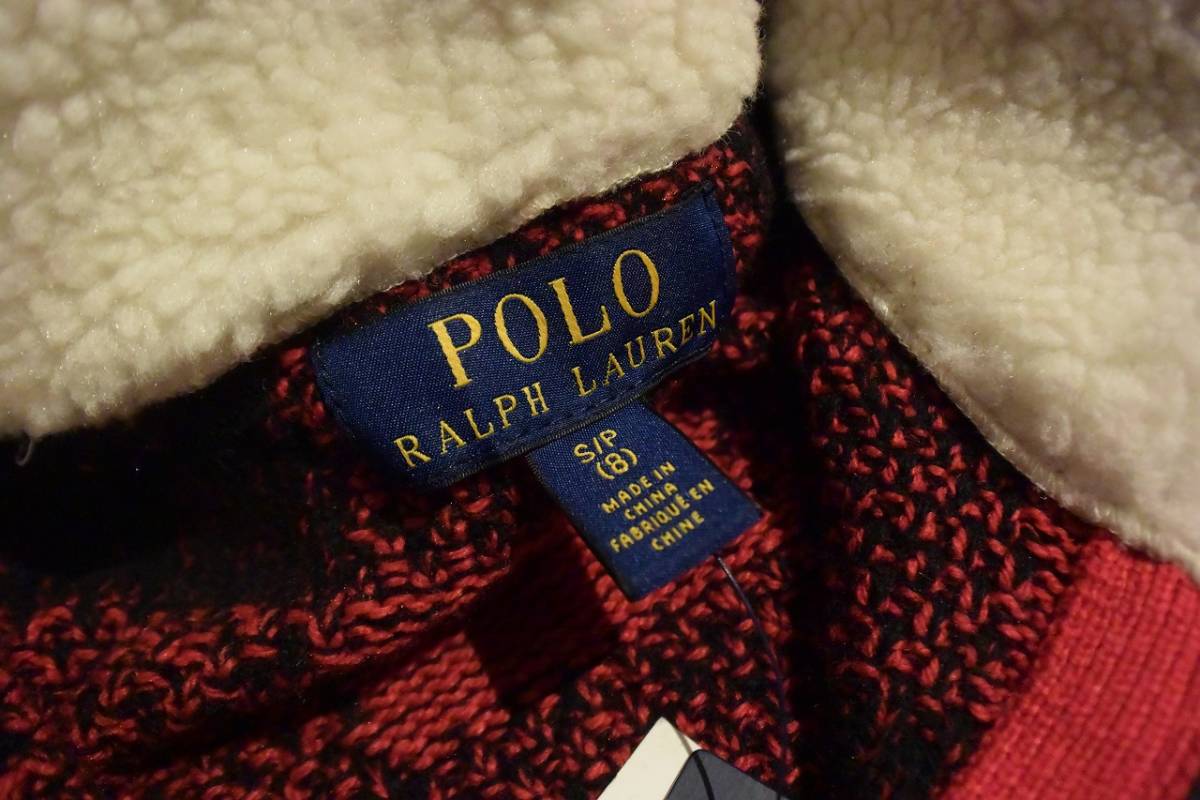 POLO
RALPH LAUREN
S/P
(8)
MADE IN
CHINA
FABRIQUÉ EN
CHINE